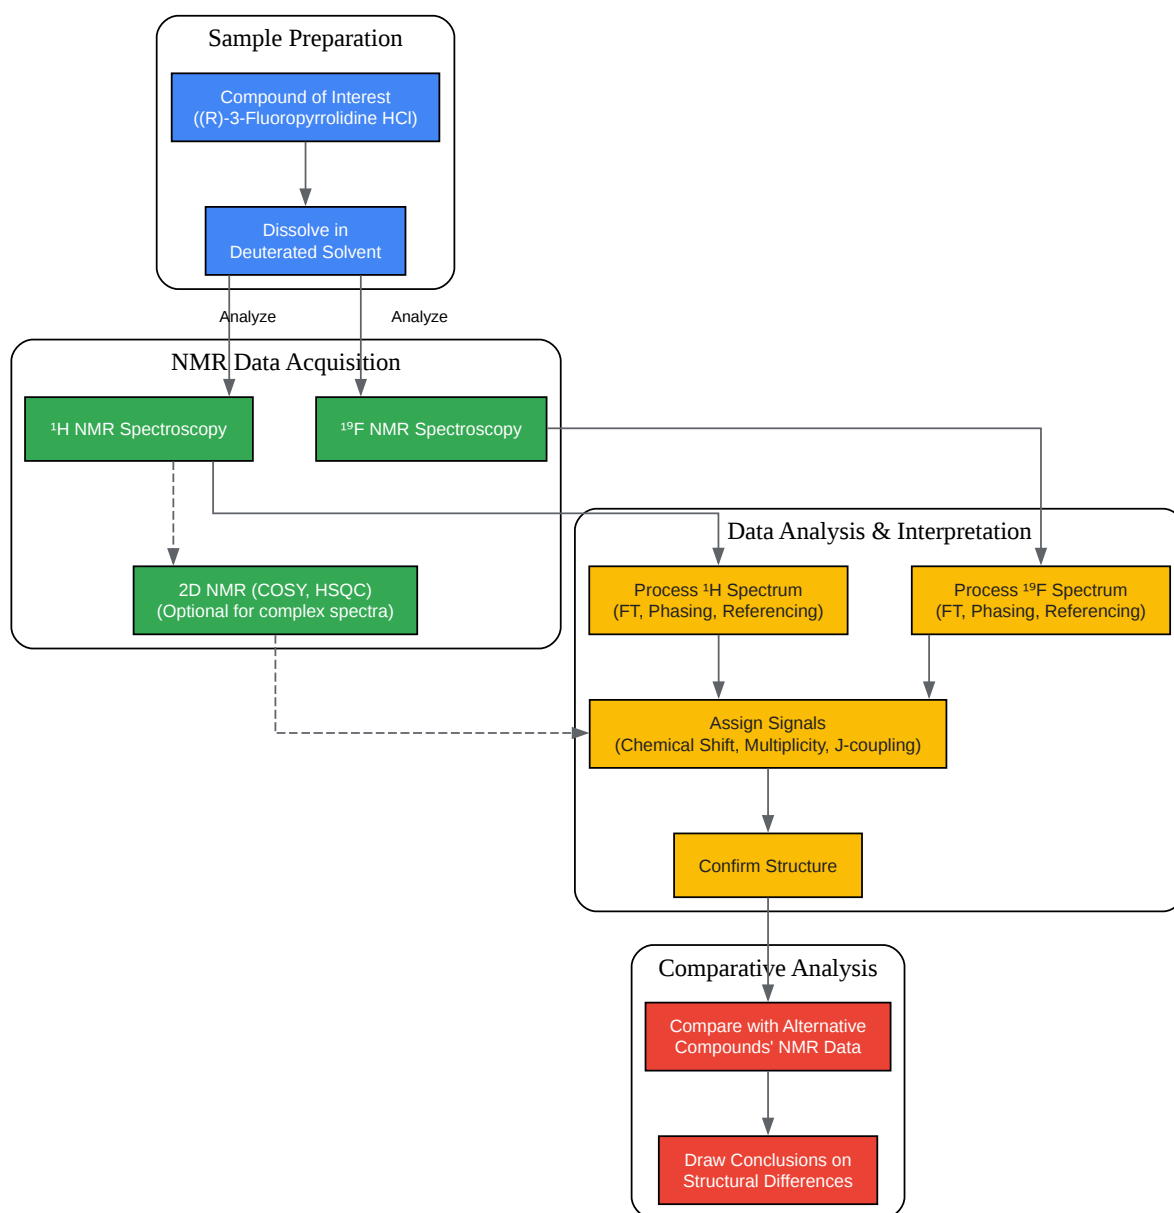 Sample Preparation
Compound of Interest
((R)-3-Fluoropyrrolidine HCl)
Dissolve in
Deuterated Solvent
Analyze
Analyze
NMR Data Acquisition
¹H NMR Spectroscopy
¹⁹F NMR Spectroscopy
2D NMR (COSY, HSQC)
(Optional for complex spectra)
Data Analysis & Interpretation
Process ¹H Spectrum
(FT, Phasing, Referencing)
Process ¹⁹F Spectrum
(FT, Phasing, Referencing)
Assign Signals
(Chemical Shift, Multiplicity, J-coupling)
Confirm Structure
Comparative Analysis
Compare with Alternative
Compounds' NMR Data
Draw Conclusions on
Structural Differences